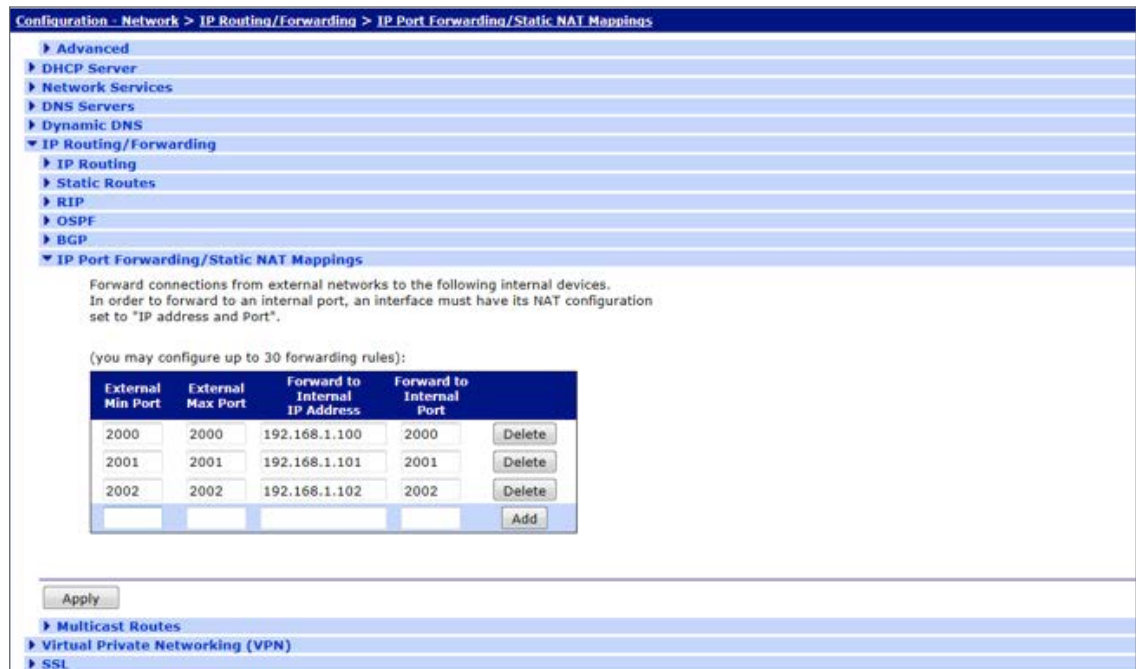 Configuration - Network > IP Routing/Forwarding > IP Port Forwarding/Static NAT Mappings
Advanced
DHCP Server
Network Services
DNS Servers
Dynamic DNS
IP Routing/Forwarding
IP Routing
Static Routes
RIP
OSPF
BGP
IP Port Forwarding/Static NAT Mappings
Forward connections from external networks to the following internal devices.
In order to forward to an internal port, an interface must have its NAT configuration
set to "IP address and Port".
(you may configure up to 30 forwarding rules):
External Min Port External Max Port Forward to Internal IP Address Forward to Internal Port
2000 2000 192.168.1.100 2000 Delete
2001 2001 192.168.1.101 2001 Delete
2002 2002 192.168.1.102 2002 Delete
Add
Apply
Multicast Routes
Virtual Private Networking (VPN)
SSL